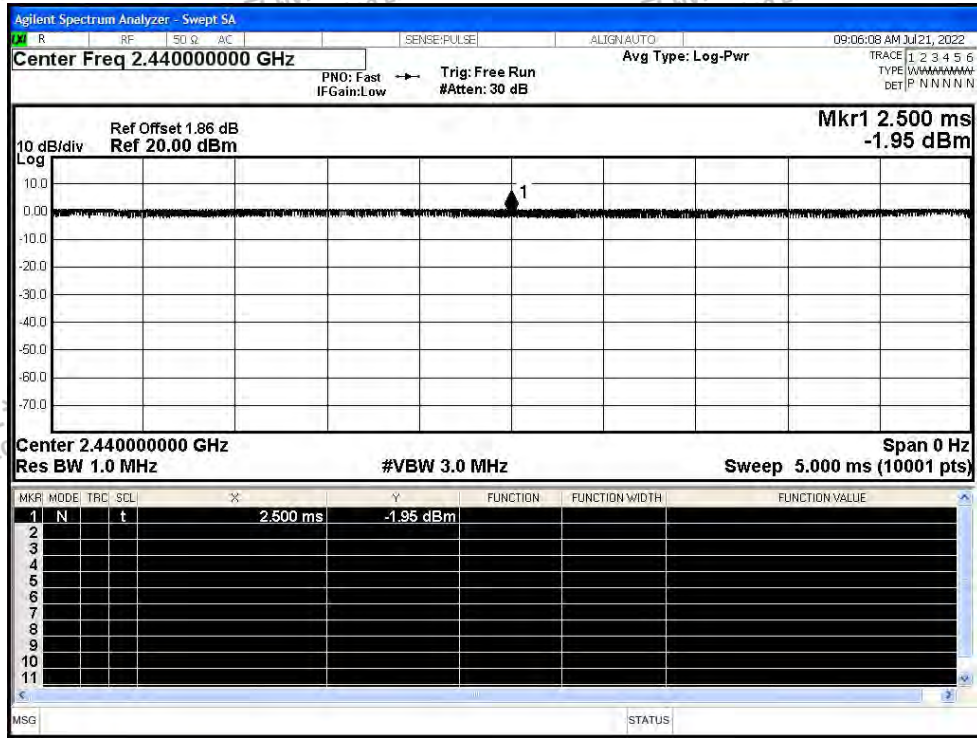 Agilent Spectrum Analyzer - Swept SA
LXI R RF 50 Ω AC SENSE:PULSE ALIGN AUTO 09:06:08 AM Jul 21, 2022
Center Freq 2.440000000 GHz
PNO: Fast
IFGain:Low
Trig: Free Run
#Atten: 30 dB
Avg Type: Log-Pwr
TRACE 1 2 3 4 5 6
TYPE WWWWWW
DET P N N N N N
Mkr1 2.500 ms
-1.95 dBm
Ref Offset 1.86 dB
10 dB/div Ref 20.00 dBm
Log
10.0
0.00
-10.0
-20.0
-30.0
-40.0
-50.0
-60.0
-70.0
1
Center 2.440000000 GHz Span 0 Hz
Res BW 1.0 MHz #VBW 3.0 MHz Sweep 5.000 ms (10001 pts)
MKR MODE TRC SCL X Y FUNCTION FUNCTION WIDTH FUNCTION VALUE
1 N t 2.500 ms -1.95 dBm
2
3
4
5
6
7
8
9
10
11
MSG STATUS